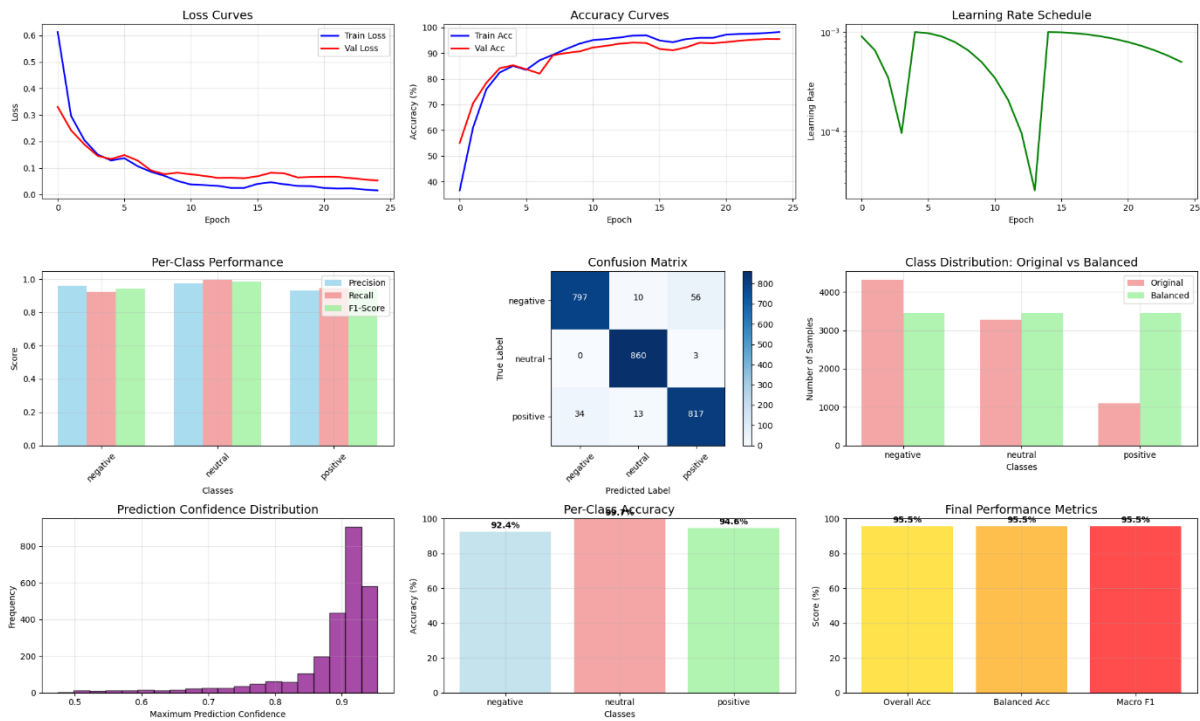 Loss Curves
Train Loss
Val Loss
0.6
0.5
0.4
0.3
0.2
0.1
0.0
Loss
0 5 10 15 20 25
Epoch
Accuracy Curves
Train Acc
Val Acc
100
90
80
70
60
50
40
Accuracy (%)
0 5 10 15 20 25
Epoch
Learning Rate Schedule
10⁻³
10⁻⁴
Learning Rate
0 5 10 15 20 25
Epoch
Per-Class Performance
Precision
Recall
F1-Score
1.0
0.8
0.6
0.4
0.2
0.0
Score
negative neutral positive
Classes
Confusion Matrix
negative 797 10 56
neutral 0 860 3
positive 34 13 817
True Label
negative neutral positive
Predicted Label
800
700
600
500
400
300
200
100
0
Class Distribution: Original vs Balanced
Original
Balanced
4000
3000
2000
1000
0
Number of Samples
negative neutral positive
Classes
Prediction Confidence Distribution
800
600
400
200
0
Frequency
0.5 0.6 0.7 0.8 0.9
Maximum Prediction Confidence
Per-Class Accuracy
92.4% 99.7% 94.6%
100
80
60
40
20
0
Accuracy (%)
negative neutral positive
Classes
Final Performance Metrics
95.5% 95.5% 95.5%
100
80
60
40
20
0
Score (%)
Overall Acc Balanced Acc Macro F1